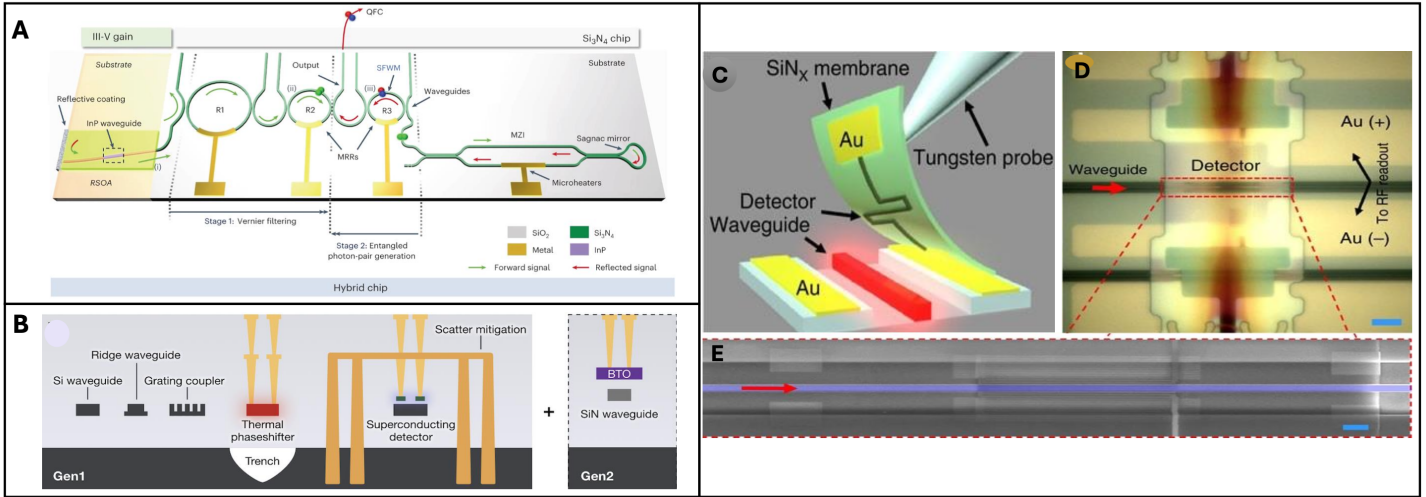 A
QFC
III-V gain
Si₃N₄ chip
Substrate
Output
SFWM
Substrate
Reflective coating
(ii)
(iii)
Waveguides
R1
R2
R3
InP waveguide
MZI
Sagnac mirror
MRRs
(i)
Microheaters
RSOA
Stage 1: Vernier filtering
Stage 2: Entangled
photon-pair generation
SiO₂
Si₃N₄
Metal
InP
Forward signal
Reflected signal
Hybrid chip
B
Scatter mitigation
Ridge waveguide
Si waveguide
Grating coupler
BTO
SiN waveguide
+
Thermal
phaseshifter
Superconducting
detector
Trench
Gen1
Gen2
C
SiNX membrane
Au
Tungsten probe
Detector
Waveguide
Au
D
Au (+)
Waveguide
Detector
To RF readout
Au (–)
E